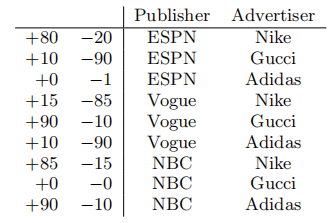 Publisher Advertiser
+80 −20 ESPN Nike
+10 −90 ESPN Gucci
+0 −1 ESPN Adidas
+15 −85 Vogue Nike
+90 −10 Vogue Gucci
+10 −90 Vogue Adidas
+85 −15 NBC Nike
+0 −0 NBC Gucci
+90 −10 NBC Adidas